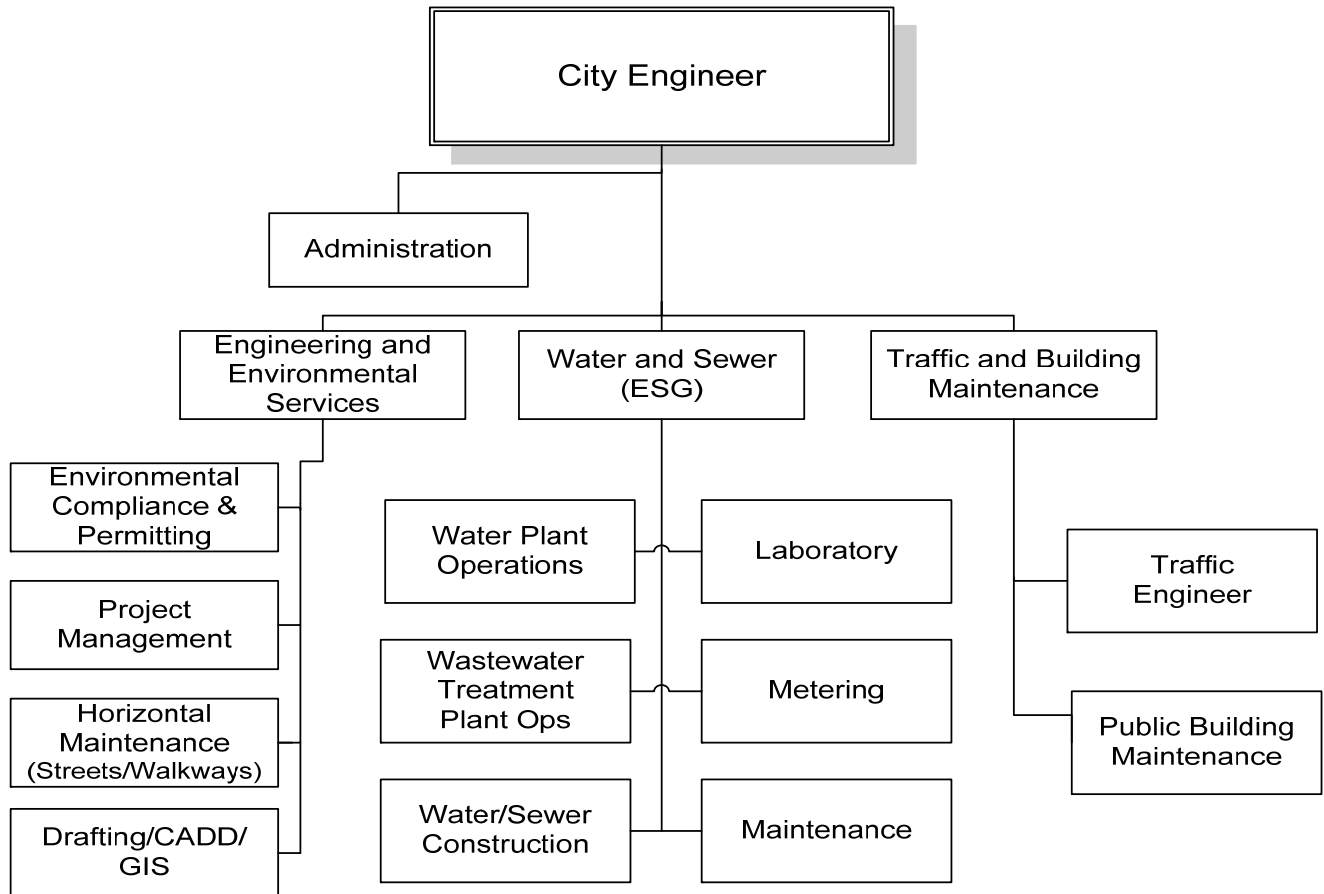 City Engineer
Administration
Engineering and
Environmental
Services
Water and Sewer
(ESG)
Traffic and Building
Maintenance
Environmental
Compliance &
Permitting
Project
Management
Horizontal
Maintenance
(Streets/Walkways)
Drafting/CADD/
GIS
Water Plant
Operations
Laboratory
Wastewater
Treatment
Plant Ops
Metering
Water/Sewer
Construction
Maintenance
Traffic
Engineer
Public Building
Maintenance